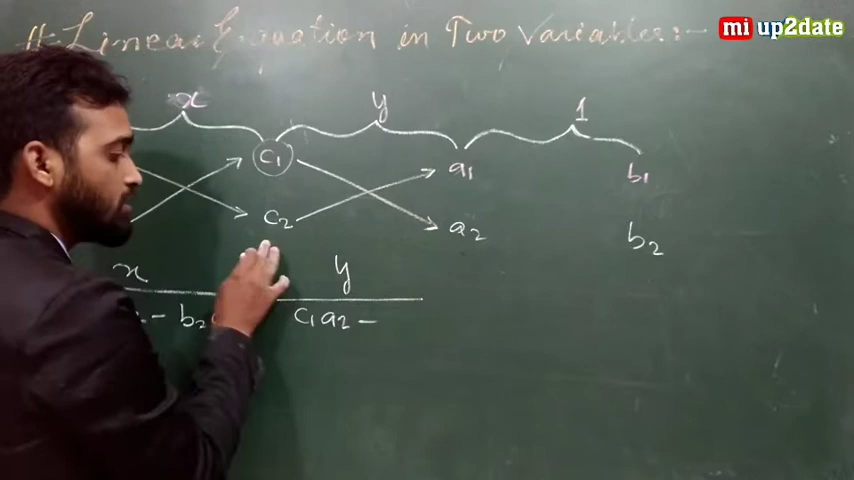 mi up2date
# Linear Equation in Two Variables:-
x y 1
c₁ a₁ b₁
c₂ a₂ b₂
x y
- b₂ c₁a₂ -